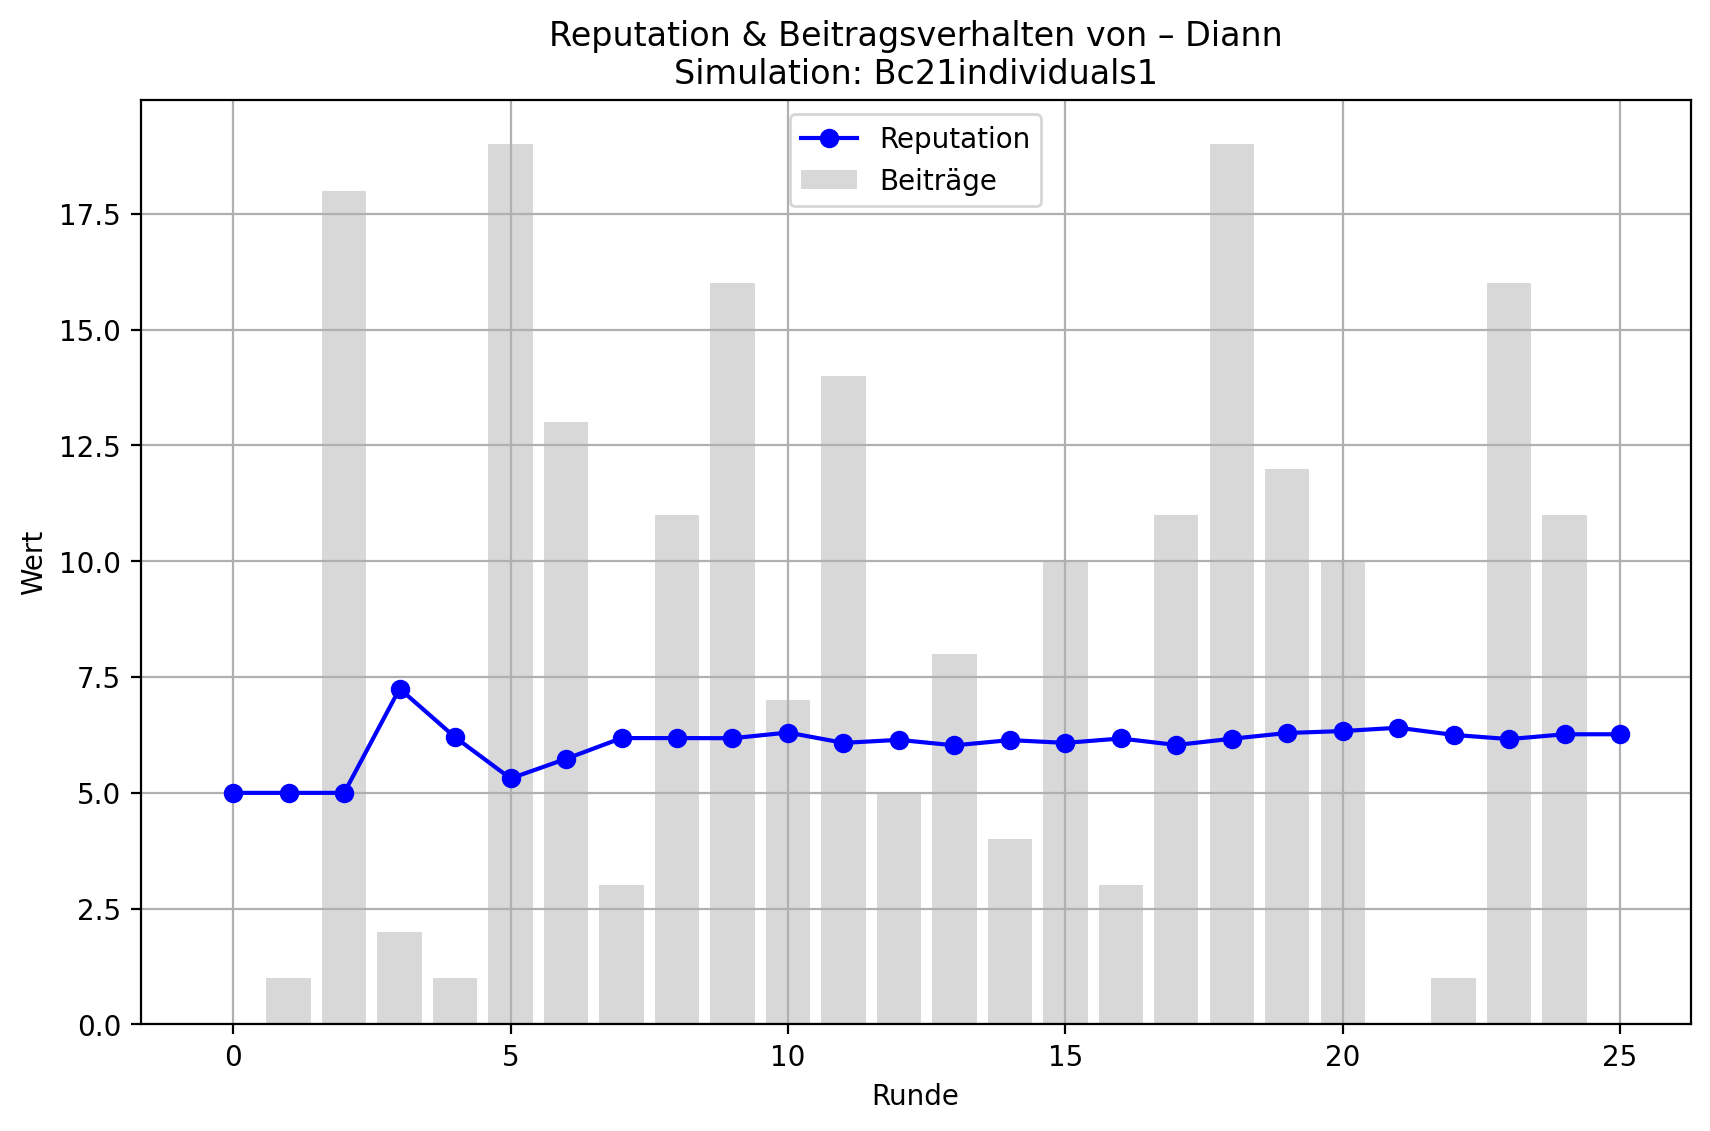 Reputation & Beitragsverhalten von – Diann
Simulation: Bc21individuals1
Reputation
Beiträge
Wert
17.5
15.0
12.5
10.0
7.5
5.0
2.5
0.0
0 5 10 15 20 25
Runde